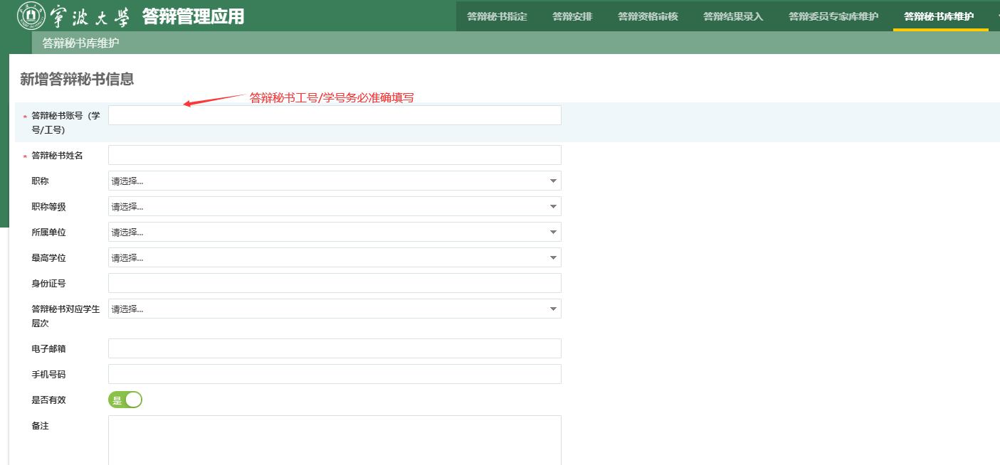 宁波大学 答辩管理应用 答辩秘书指定 答辩安排 答辩资格审核 答辩结果录入 答辩委员专家库维护 答辩秘书库维护
答辩秘书库维护
新增答辩秘书信息
答辩秘书工号/学号务必准确填写
* 答辩秘书账号（学
号/工号）
* 答辩秘书姓名
职称 请选择...
职称等级 请选择...
所属单位 请选择...
最高学位 请选择...
身份证号
答辩秘书对应学生 请选择...
层次
电子邮箱
手机号码
是否有效 是
备注